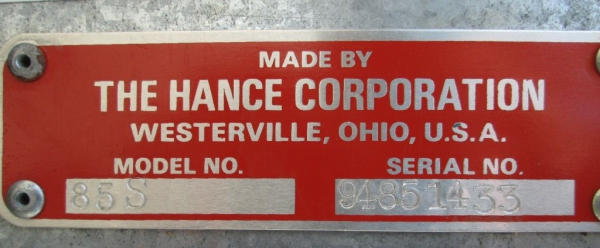 MADE BY
THE HANCE CORPORATION
WESTERVILLE, OHIO, U.S.A.
MODEL NO. SERIAL NO.
85S 94851433